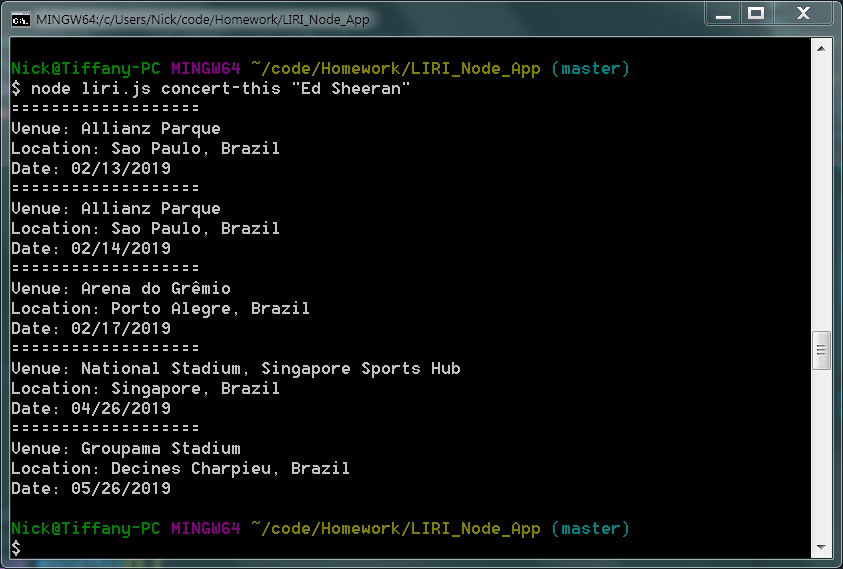 MINGW64:/c/Users/Nick/code/Homework/LIRI_Node_App
Nick@Tiffany-PC MINGW64 ~/code/Homework/LIRI_Node_App (master)
$ node liri.js concert-this "Ed Sheeran"
===================
Venue: Allianz Parque
Location: Sao Paulo, Brazil
Date: 02/13/2019
===================
Venue: Allianz Parque
Location: Sao Paulo, Brazil
Date: 02/14/2019
===================
Venue: Arena do Grêmio
Location: Porto Alegre, Brazil
Date: 02/17/2019
===================
Venue: National Stadium, Singapore Sports Hub
Location: Singapore, Brazil
Date: 04/26/2019
===================
Venue: Groupama Stadium
Location: Decines Charpieu, Brazil
Date: 05/26/2019
Nick@Tiffany-PC MINGW64 ~/code/Homework/LIRI_Node_App (master)
$